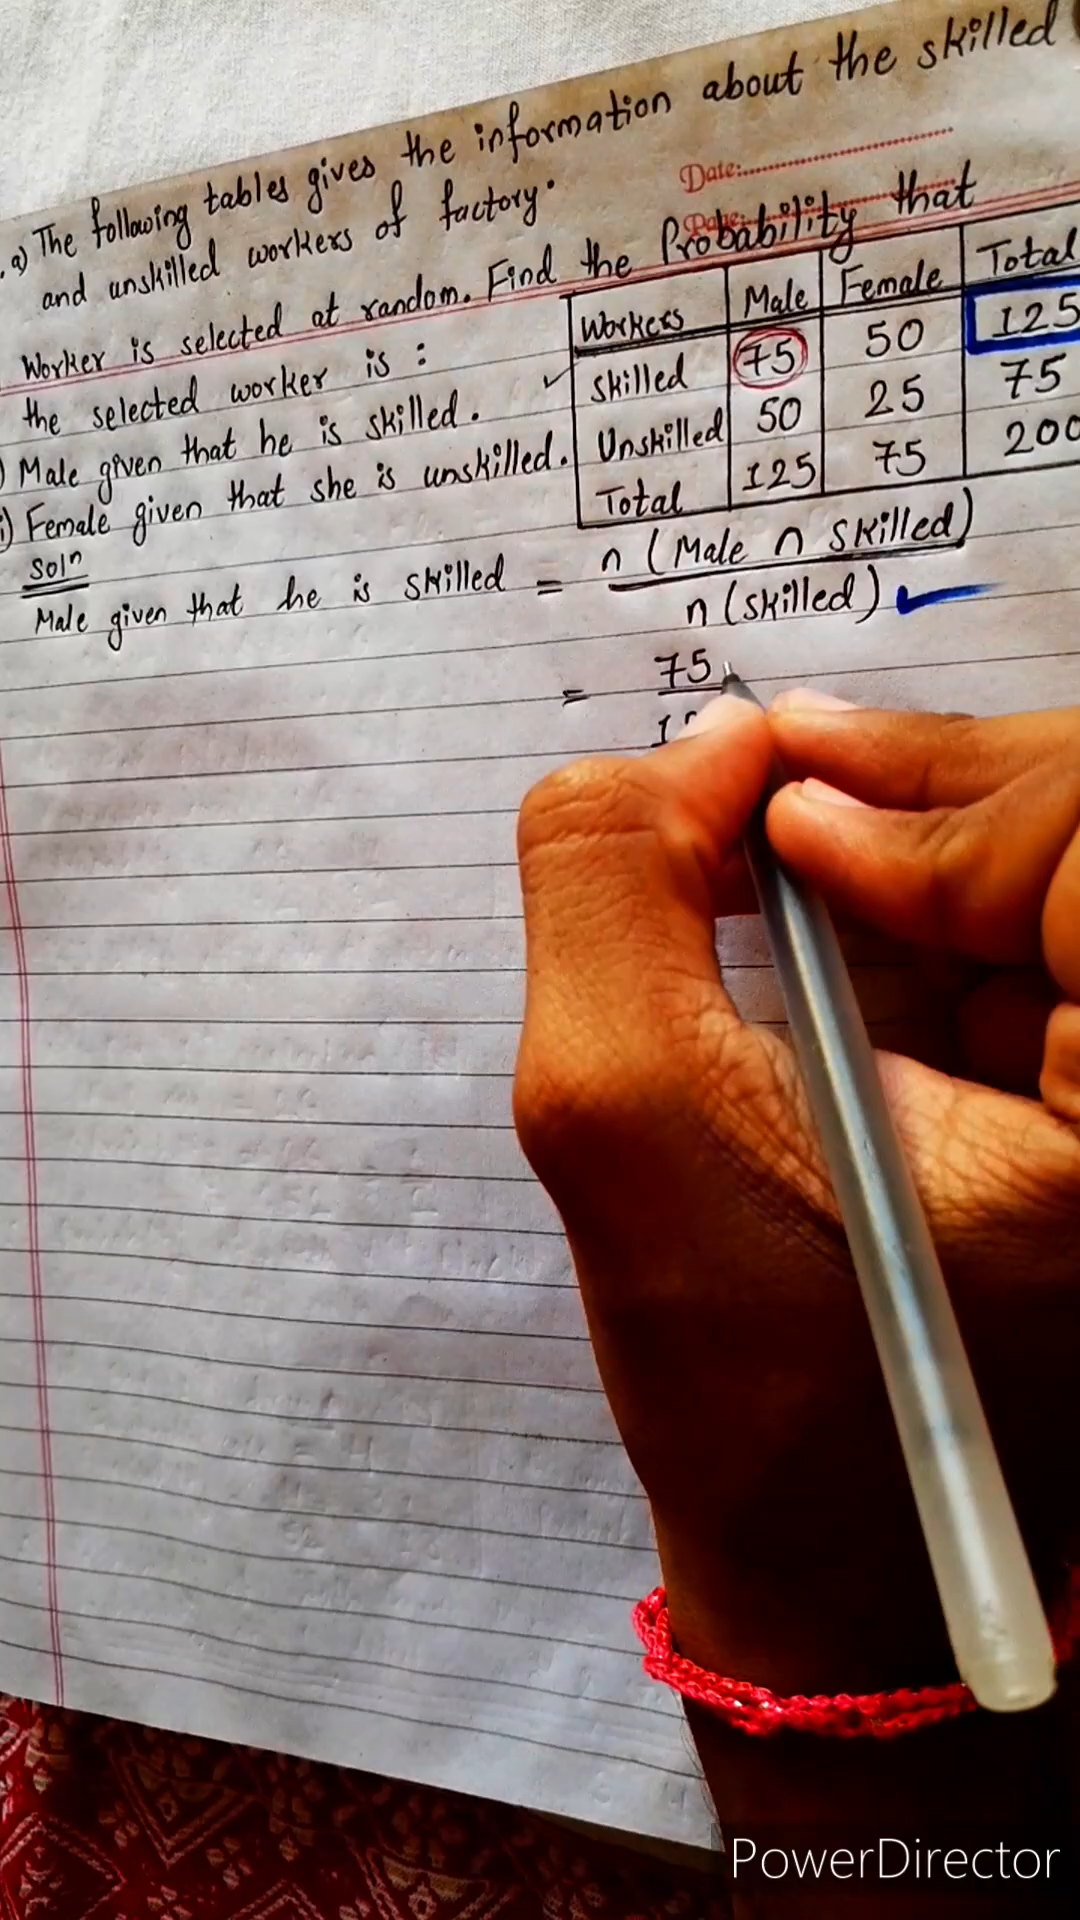 a) The following tables gives the information about the skilled
and unskilled workers of factory.
Date:
Page:
Worker is selected at random. Find the Probability that
the selected worker is :
) Male given that he is skilled.
i) Female given that she is unskilled.
Workers Male Female Total
Skilled 75 50 125
Unskilled 50 25 75
Total 125 75 200
Solⁿ
Male given that he is skilled = n (Male ∩ Skilled)
n (skilled)
= 75